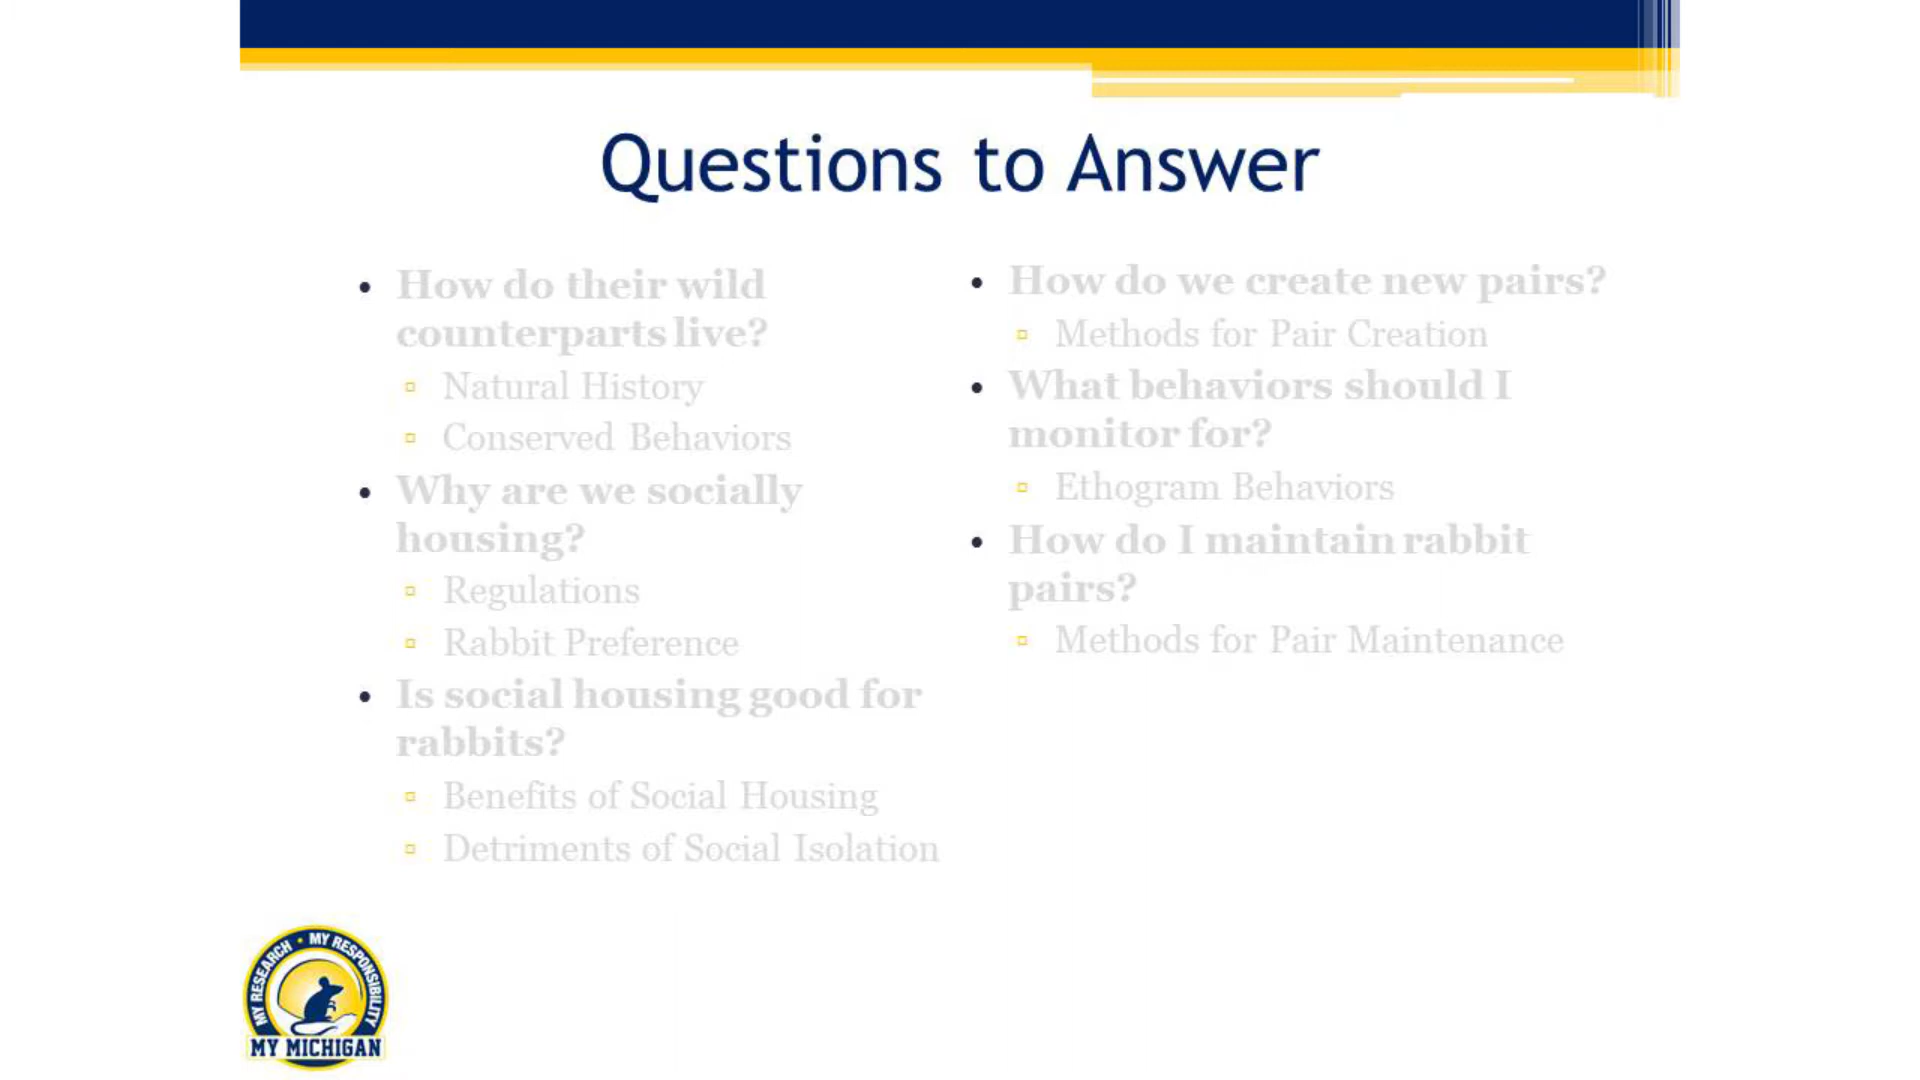 Questions to Answer
• How do their wild
counterparts live?
▫ Natural History
▫ Conserved Behaviors
• Why are we socially
housing?
▫ Regulations
▫ Rabbit Preference
• Is social housing good for
rabbits?
▫ Benefits of Social Housing
▫ Detriments of Social Isolation
• How do we create new pairs?
▫ Methods for Pair Creation
• What behaviors should I
monitor for?
▫ Ethogram Behaviors
• How do I maintain rabbit
pairs?
▫ Methods for Pair Maintenance
MY RESEARCH • MY RESPONSIBILITY
MY MICHIGAN